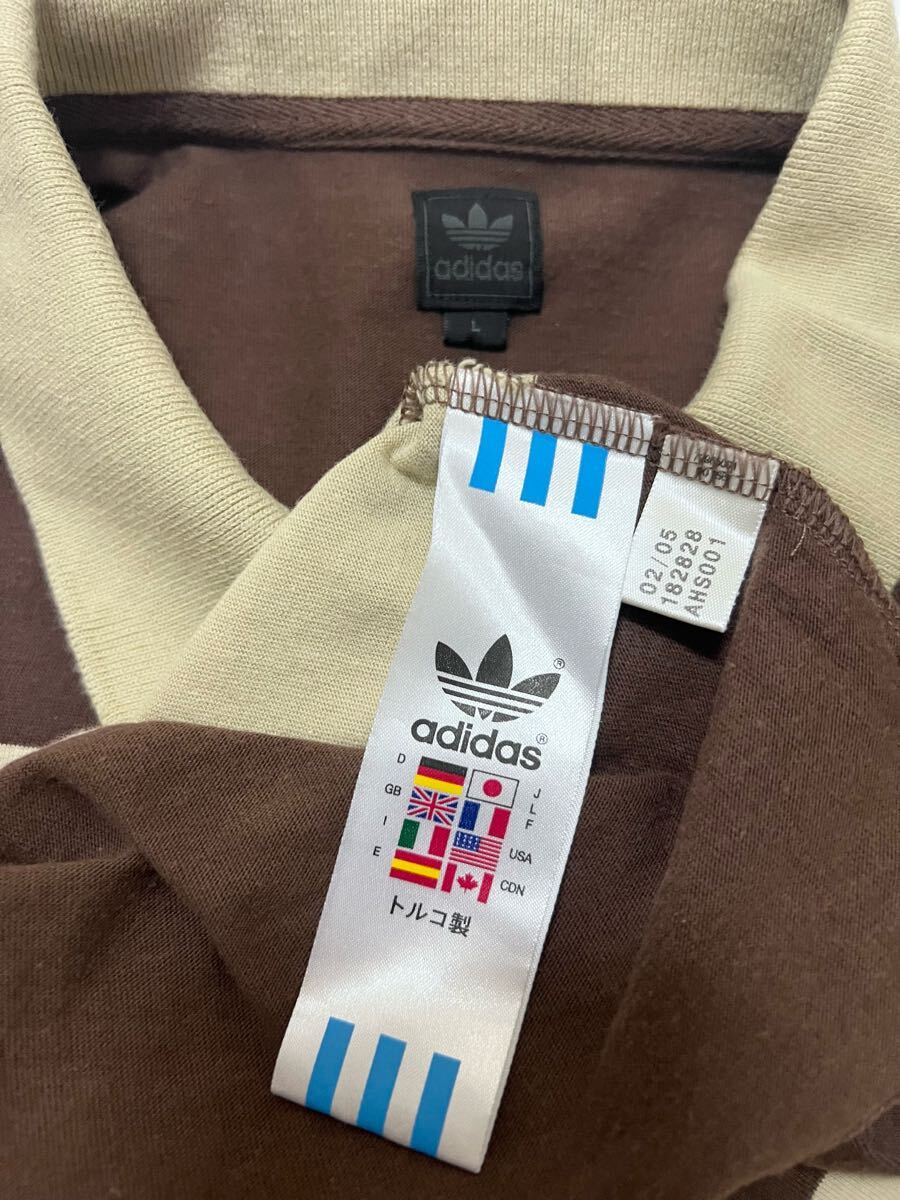 adidas
L
02/05
182828
AHS001
®
adidas®
D
J
GB
L
F
I
USA
E
CDN
トルコ製